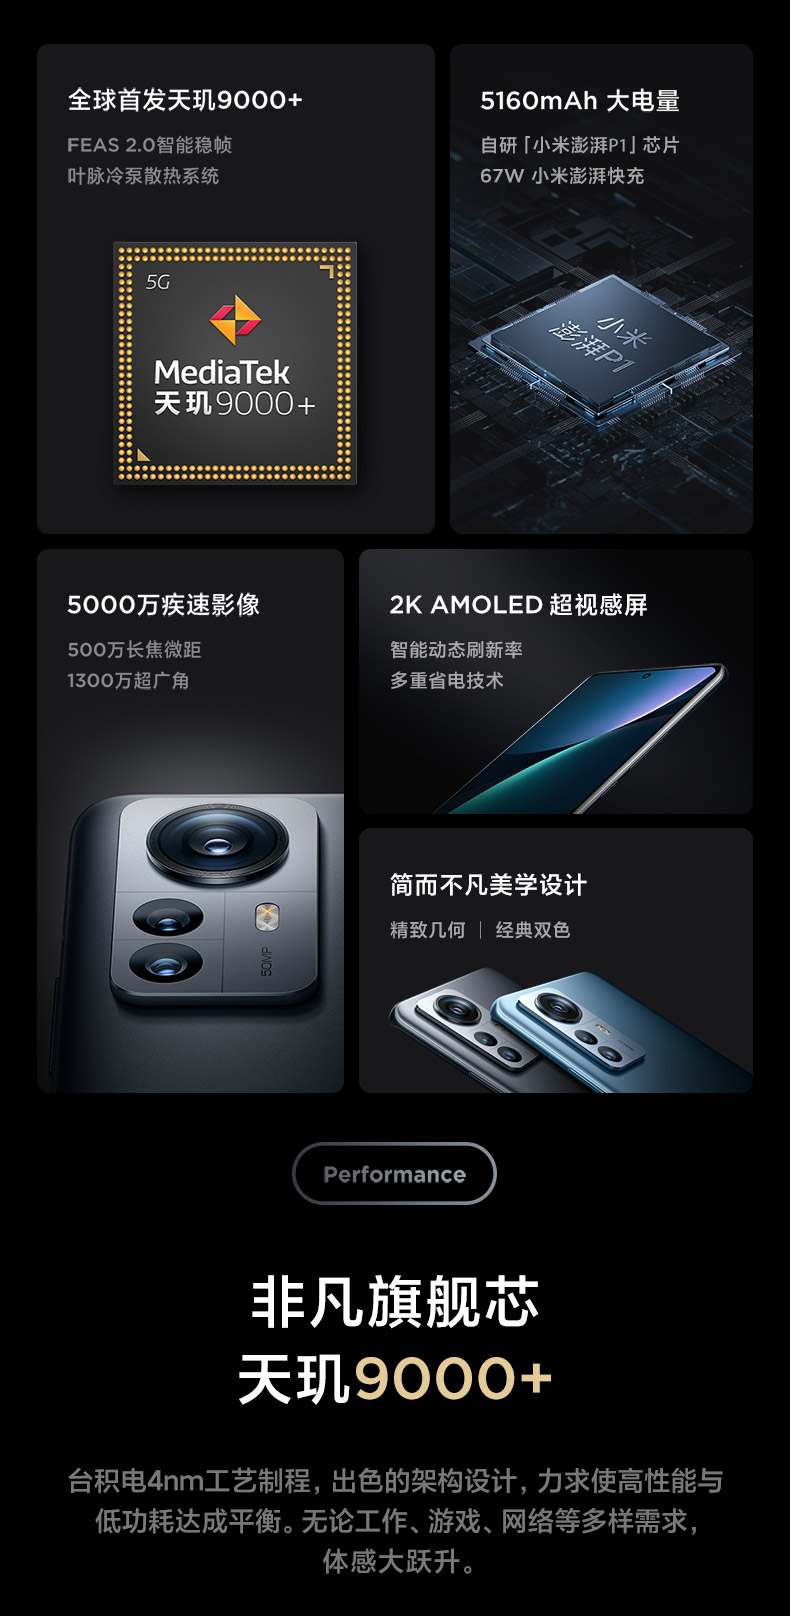 全球首发天玑9000+
FEAS 2.0智能稳帧
叶脉冷泵散热系统
5G
MediaTek
天玑9000+
5160mAh 大电量
自研「小米澎湃P1」芯片
67W 小米澎湃快充
小米
澎湃P1
5000万疾速影像
500万长焦微距
1300万超广角
50MP
2K AMOLED 超视感屏
智能动态刷新率
多重省电技术
简而不凡美学设计
精致几何｜经典双色
Performance
非凡旗舰芯
天玑9000+
台积电4nm工艺制程，出色的架构设计，力求使高性能与
低功耗达成平衡。无论工作、游戏、网络等多样需求，
体感大跃升。